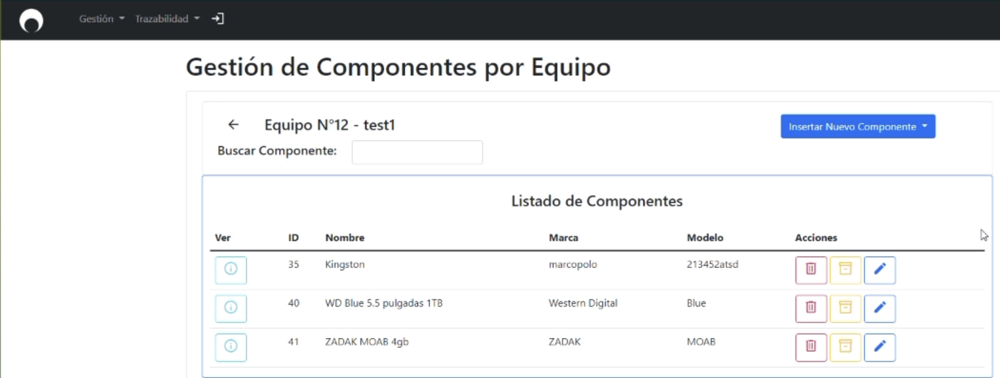 Gestión Trazabilidad
Gestión de Componentes por Equipo
Equipo N°12 - test1 Insertar Nuevo Componente
Buscar Componente:
Listado de Componentes
Ver ID Nombre Marca Modelo Acciones
35 Kingston marcopolo 213452atsd
40 WD Blue 5.5 pulgadas 1TB Western Digital Blue
41 ZADAK MOAB 4gb ZADAK MOAB